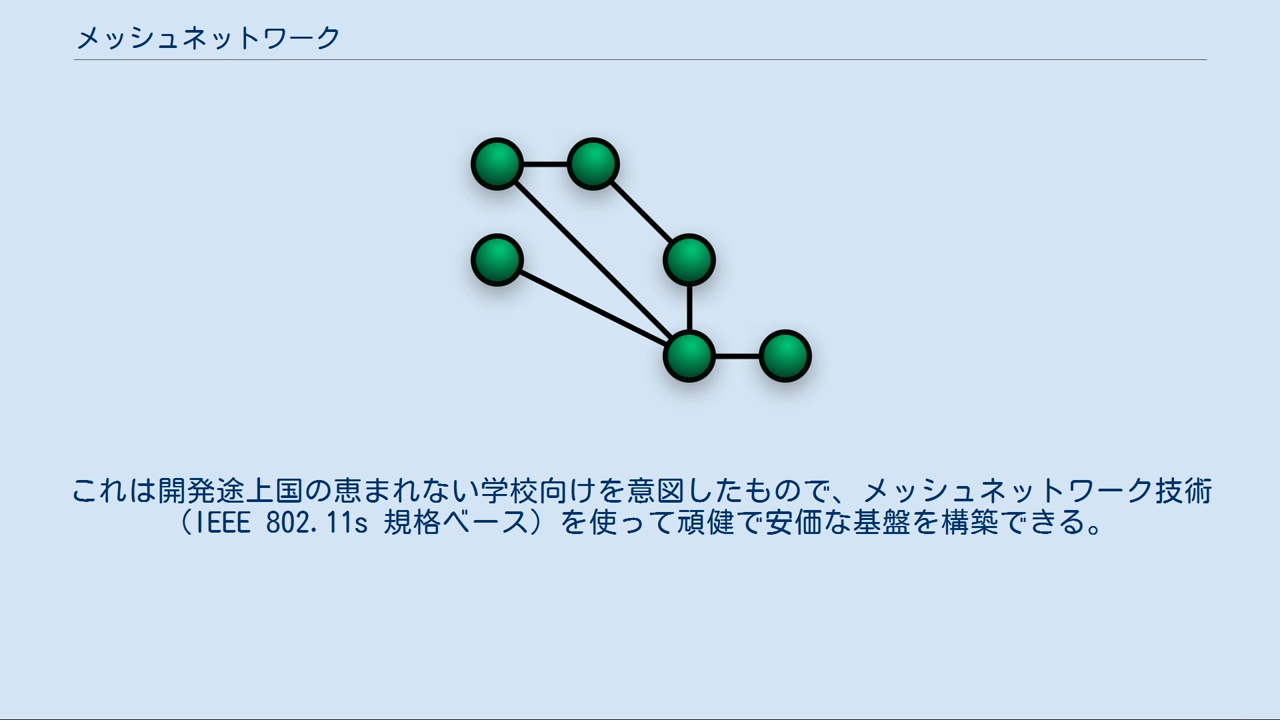 メッシュネットワーク
これは開発途上国の恵まれない学校向けを意図したもので、メッシュネットワーク技術
（IEEE 802.11s 規格ベース）を使って頑健で安価な基盤を構築できる。